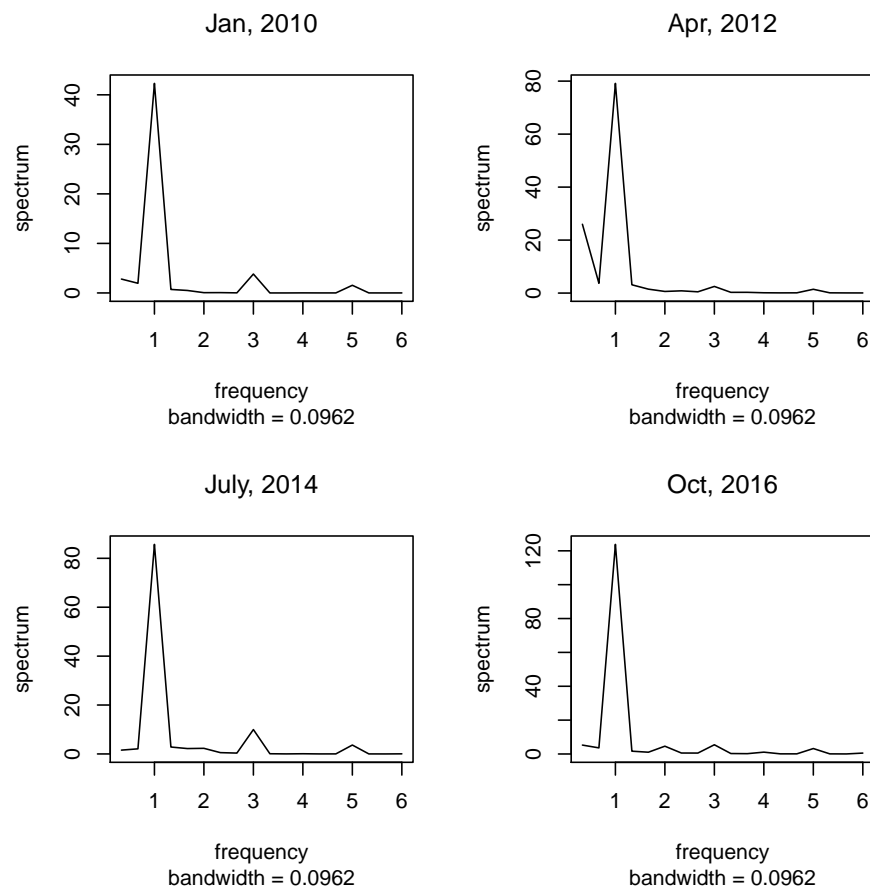 Jan, 2010
40
30
20
10
0
spectrum
1 2 3 4 5 6
frequency
bandwidth = 0.0962
Apr, 2012
80
60
40
20
0
spectrum
1 2 3 4 5 6
frequency
bandwidth = 0.0962
July, 2014
80
60
40
20
0
spectrum
1 2 3 4 5 6
frequency
bandwidth = 0.0962
Oct, 2016
120
80
40
0
spectrum
1 2 3 4 5 6
frequency
bandwidth = 0.0962